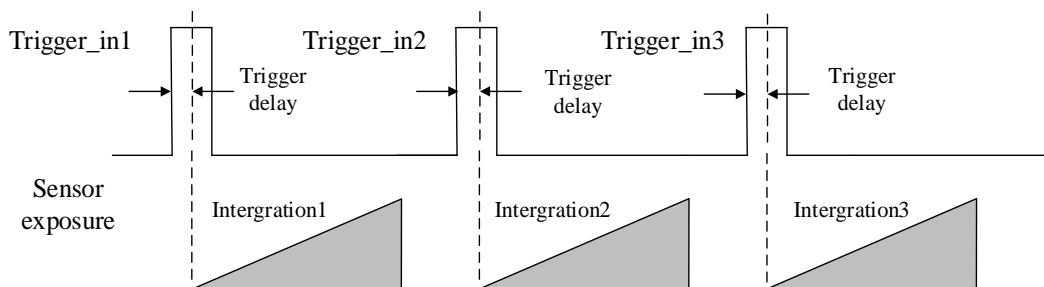 Trigger_in1
Trigger_in2
Trigger_in3
Trigger
delay
Trigger
delay
Trigger
delay
Sensor
exposure
Intergration1
Intergration2
Intergration3